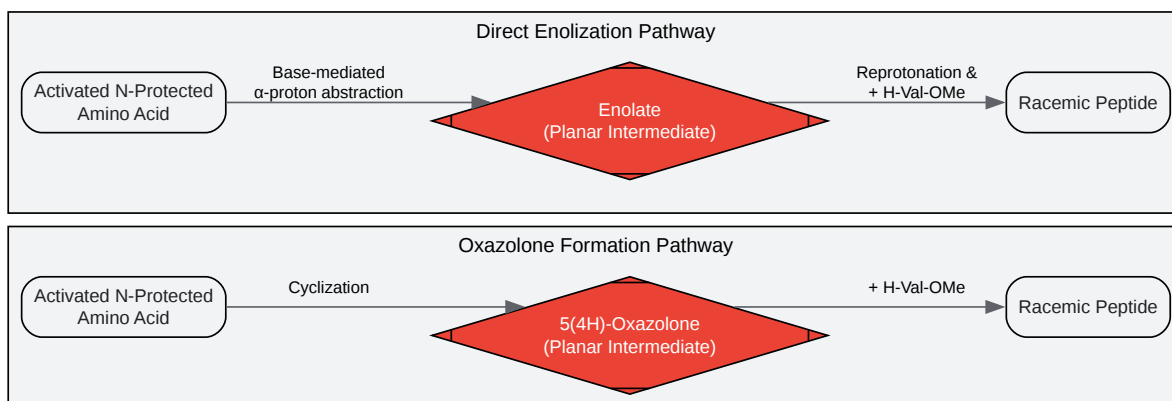 Direct Enolization Pathway
Activated N-Protected
Amino Acid
Base-mediated
α-proton abstraction
Enolate
(Planar Intermediate)
Reprotonation &
+ H-Val-OMe
Racemic Peptide
Oxazolone Formation Pathway
Activated N-Protected
Amino Acid
Cyclization
5(4H)-Oxazolone
(Planar Intermediate)
+ H-Val-OMe
Racemic Peptide